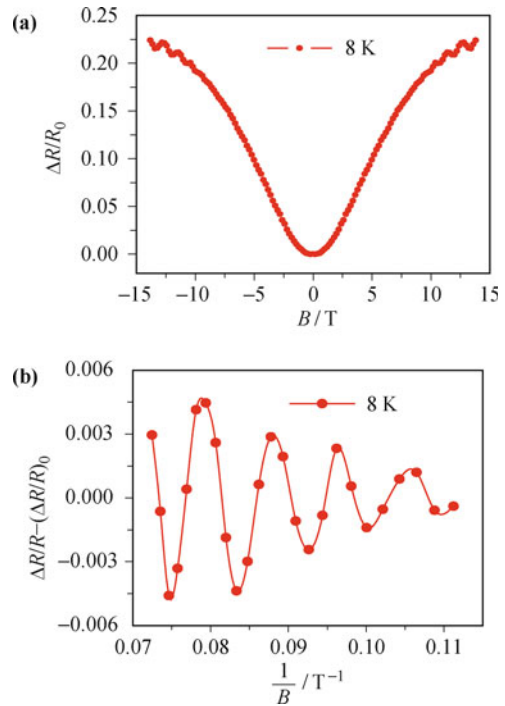 (a)
0.25
0.20
0.15
0.10
0.05
0.00
ΔR/R₀
8 K
−15 −10 −5 0 5 10 15
B/T
(b)
0.006
0.003
0.000
−0.003
−0.006
ΔR/R−(ΔR/R)₀
8 K
0.07 0.08 0.09 0.10 0.11
1/B / T⁻¹